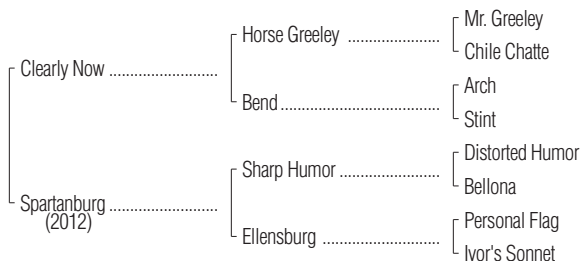 Mr. Greeley
Horse Greeley ......................
Chile Chatte
Clearly Now ..........................
Arch
Bend.....................................
Stint
Distorted Humor
Sharp Humor ........................
Bellona
Spartanburg ..........................
(2012)
Personal Flag
Ellensburg ............................
Ivor's Sonnet